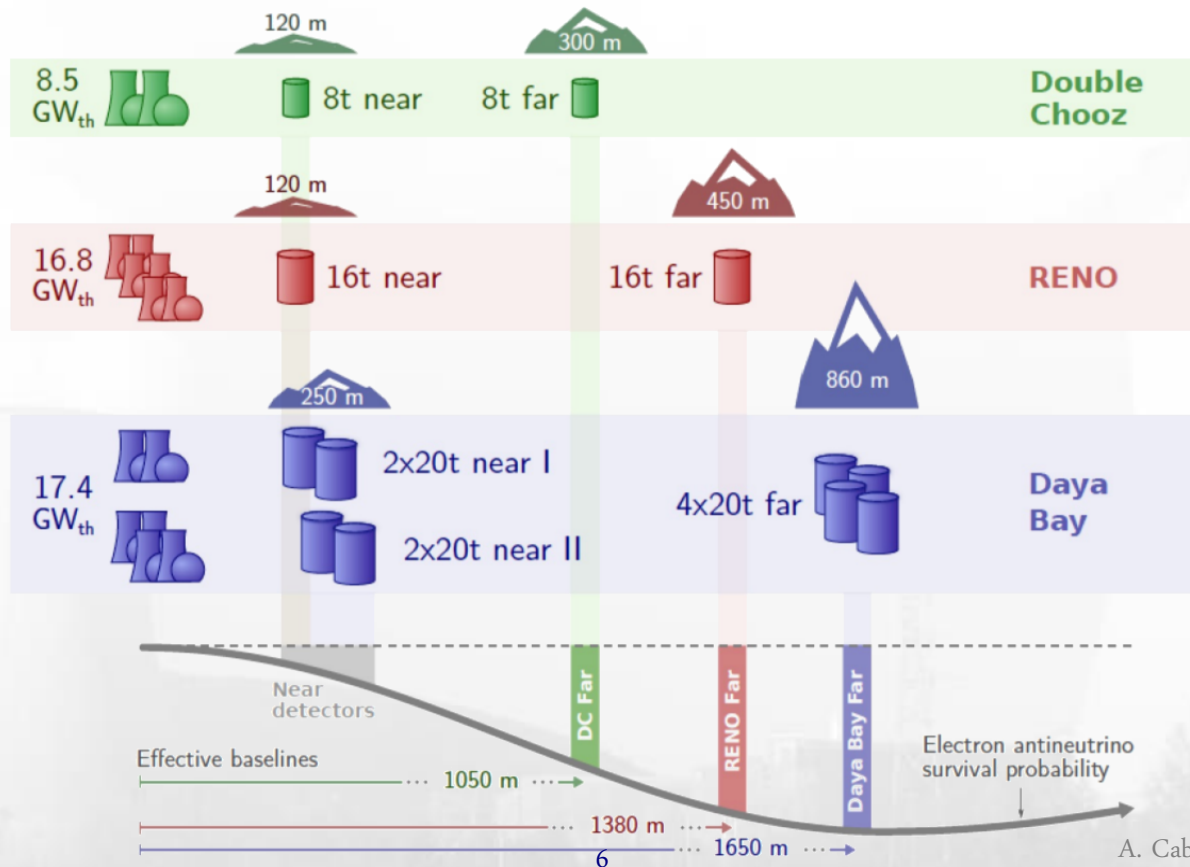 120 m
300 m
8.5
GWth
8t near
8t far
Double
Chooz
120 m
450 m
16.8
GWth
16t near
16t far
RENO
250 m
860 m
17.4
GWth
2x20t near I
2x20t near II
4x20t far
Daya
Bay
Near
detectors
DC Far
RENO Far
Daya Bay Far
Electron antineutrino
survival probability
Effective baselines
1050 m
1380 m
1650 m
6
A. Cab